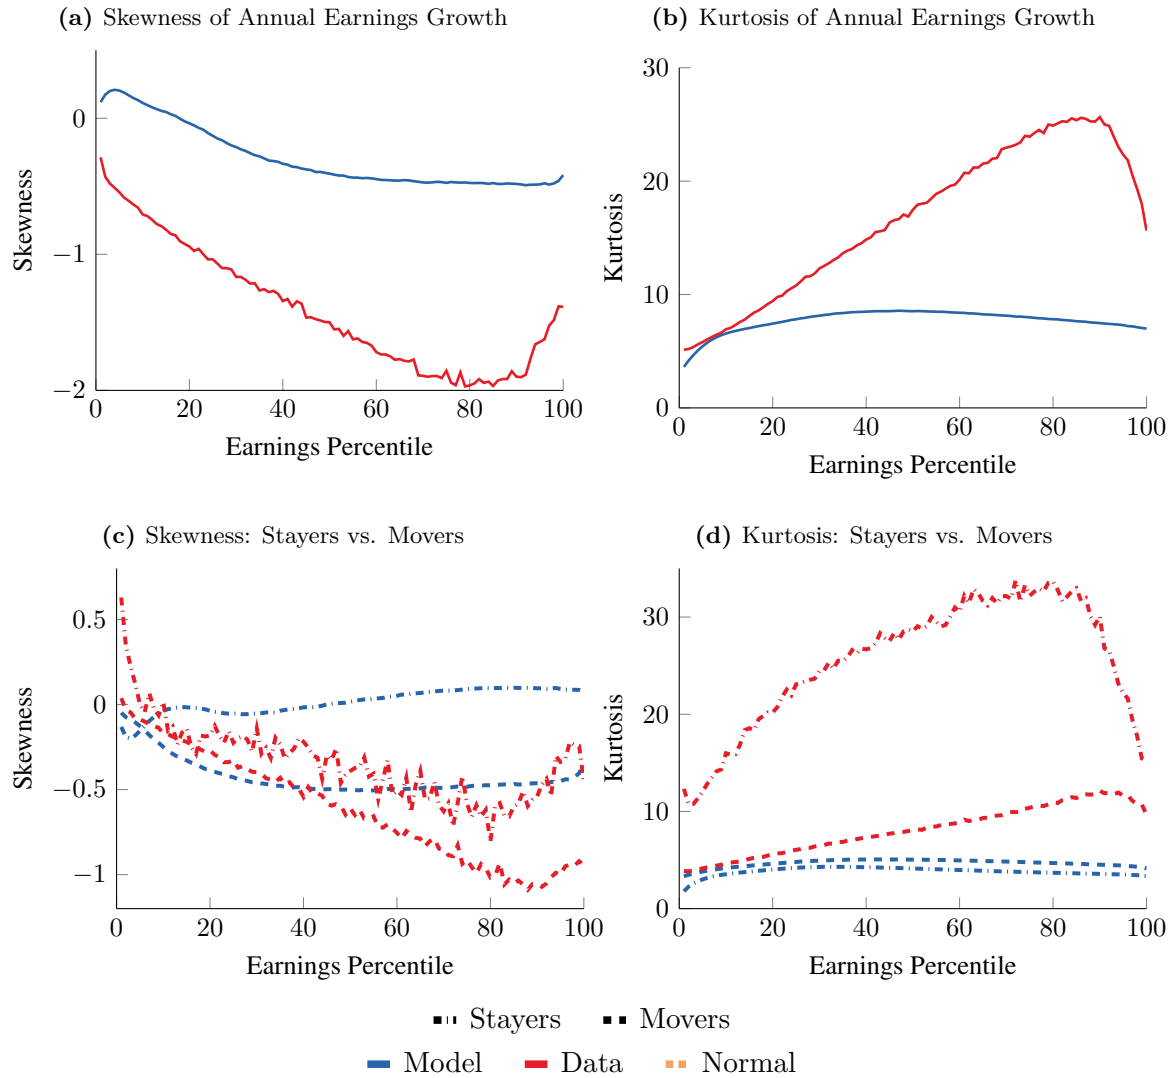 (a) Skewness of Annual Earnings Growth
0
−1
−2
0 20 40 60 80 100
Skewness
Earnings Percentile
(b) Kurtosis of Annual Earnings Growth
30
20
10
0
0 20 40 60 80 100
Kurtosis
Earnings Percentile
(c) Skewness: Stayers vs. Movers
0.5
0
−0.5
−1
0 20 40 60 80 100
Skewness
Earnings Percentile
(d) Kurtosis: Stayers vs. Movers
30
20
10
0
0 20 40 60 80 100
Kurtosis
Earnings Percentile
Stayers Movers
Model Data Normal